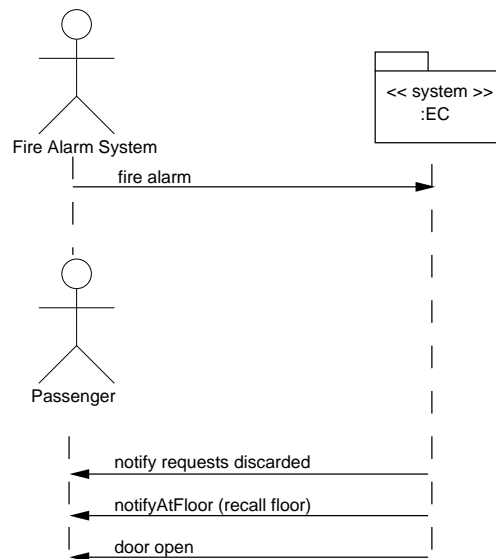 << system >>
:EC
Fire Alarm System
fire alarm
Passenger
notify requests discarded
notifyAtFloor (recall floor)
door open